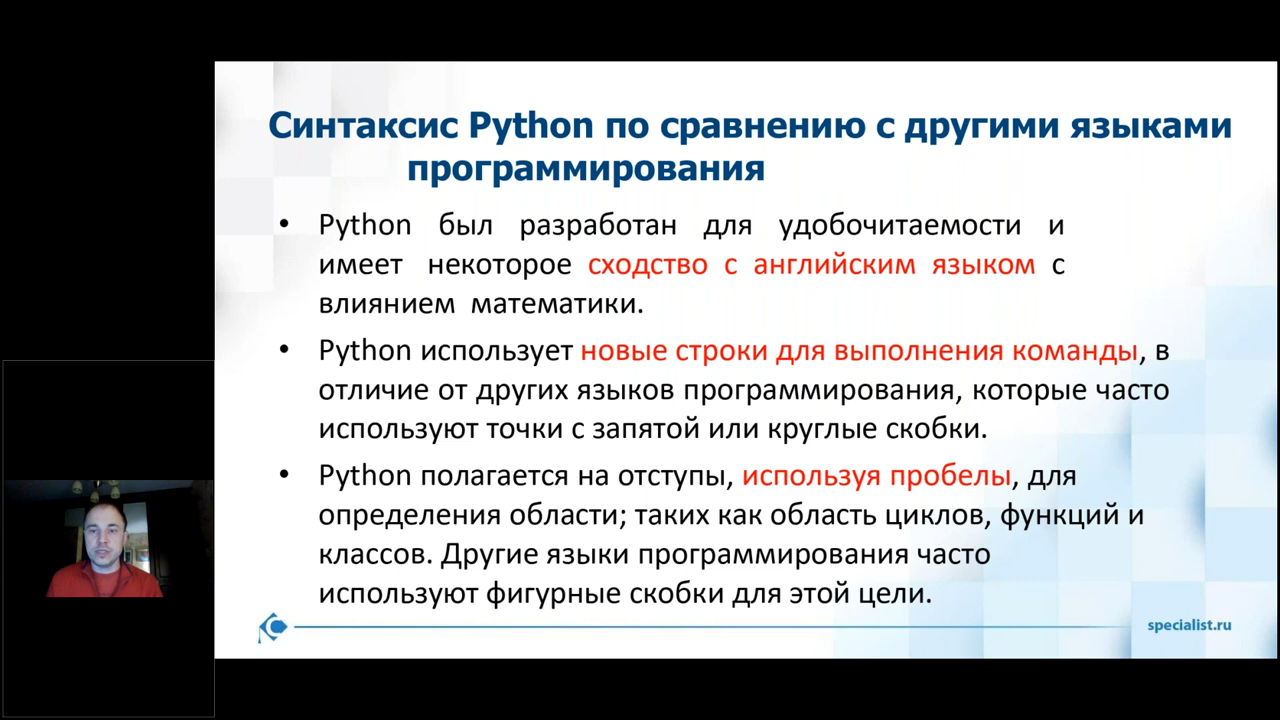 Синтаксис Python по сравнению с другими языками
программирования
• Python был разработан для удобочитаемости и
имеет некоторое сходство с английским языком с
влиянием математики.
• Python использует новые строки для выполнения команды, в
отличие от других языков программирования, которые часто
используют точки с запятой или круглые скобки.
• Python полагается на отступы, используя пробелы, для
определения области; таких как область циклов, функций и
классов. Другие языки программирования часто
используют фигурные скобки для этой цели.
specialist.ru